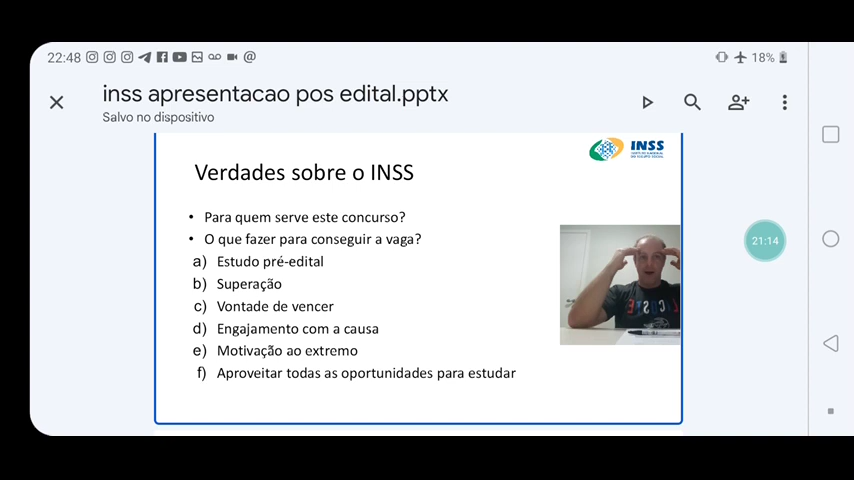 22:48
18%
inss apresentacao pos edital.pptx
Salvo no dispositivo
INSS
Verdades sobre o INSS
• Para quem serve este concurso?
• O que fazer para conseguir a vaga?
a) Estudo pré-edital
b) Superação
c) Vontade de vencer
d) Engajamento com a causa
e) Motivação ao extremo
f) Aproveitar todas as oportunidades para estudar
21:14